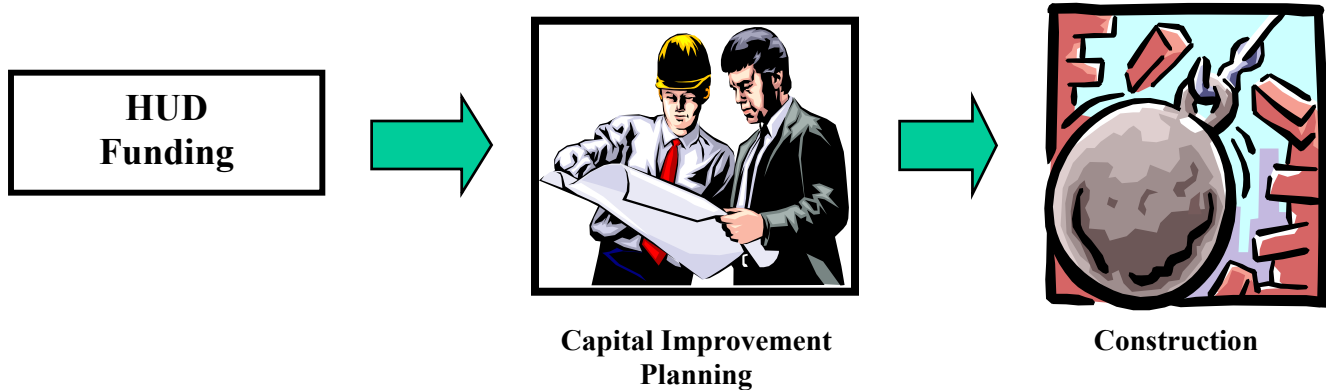 HUD
Funding
Capital Improvement
Planning
Construction